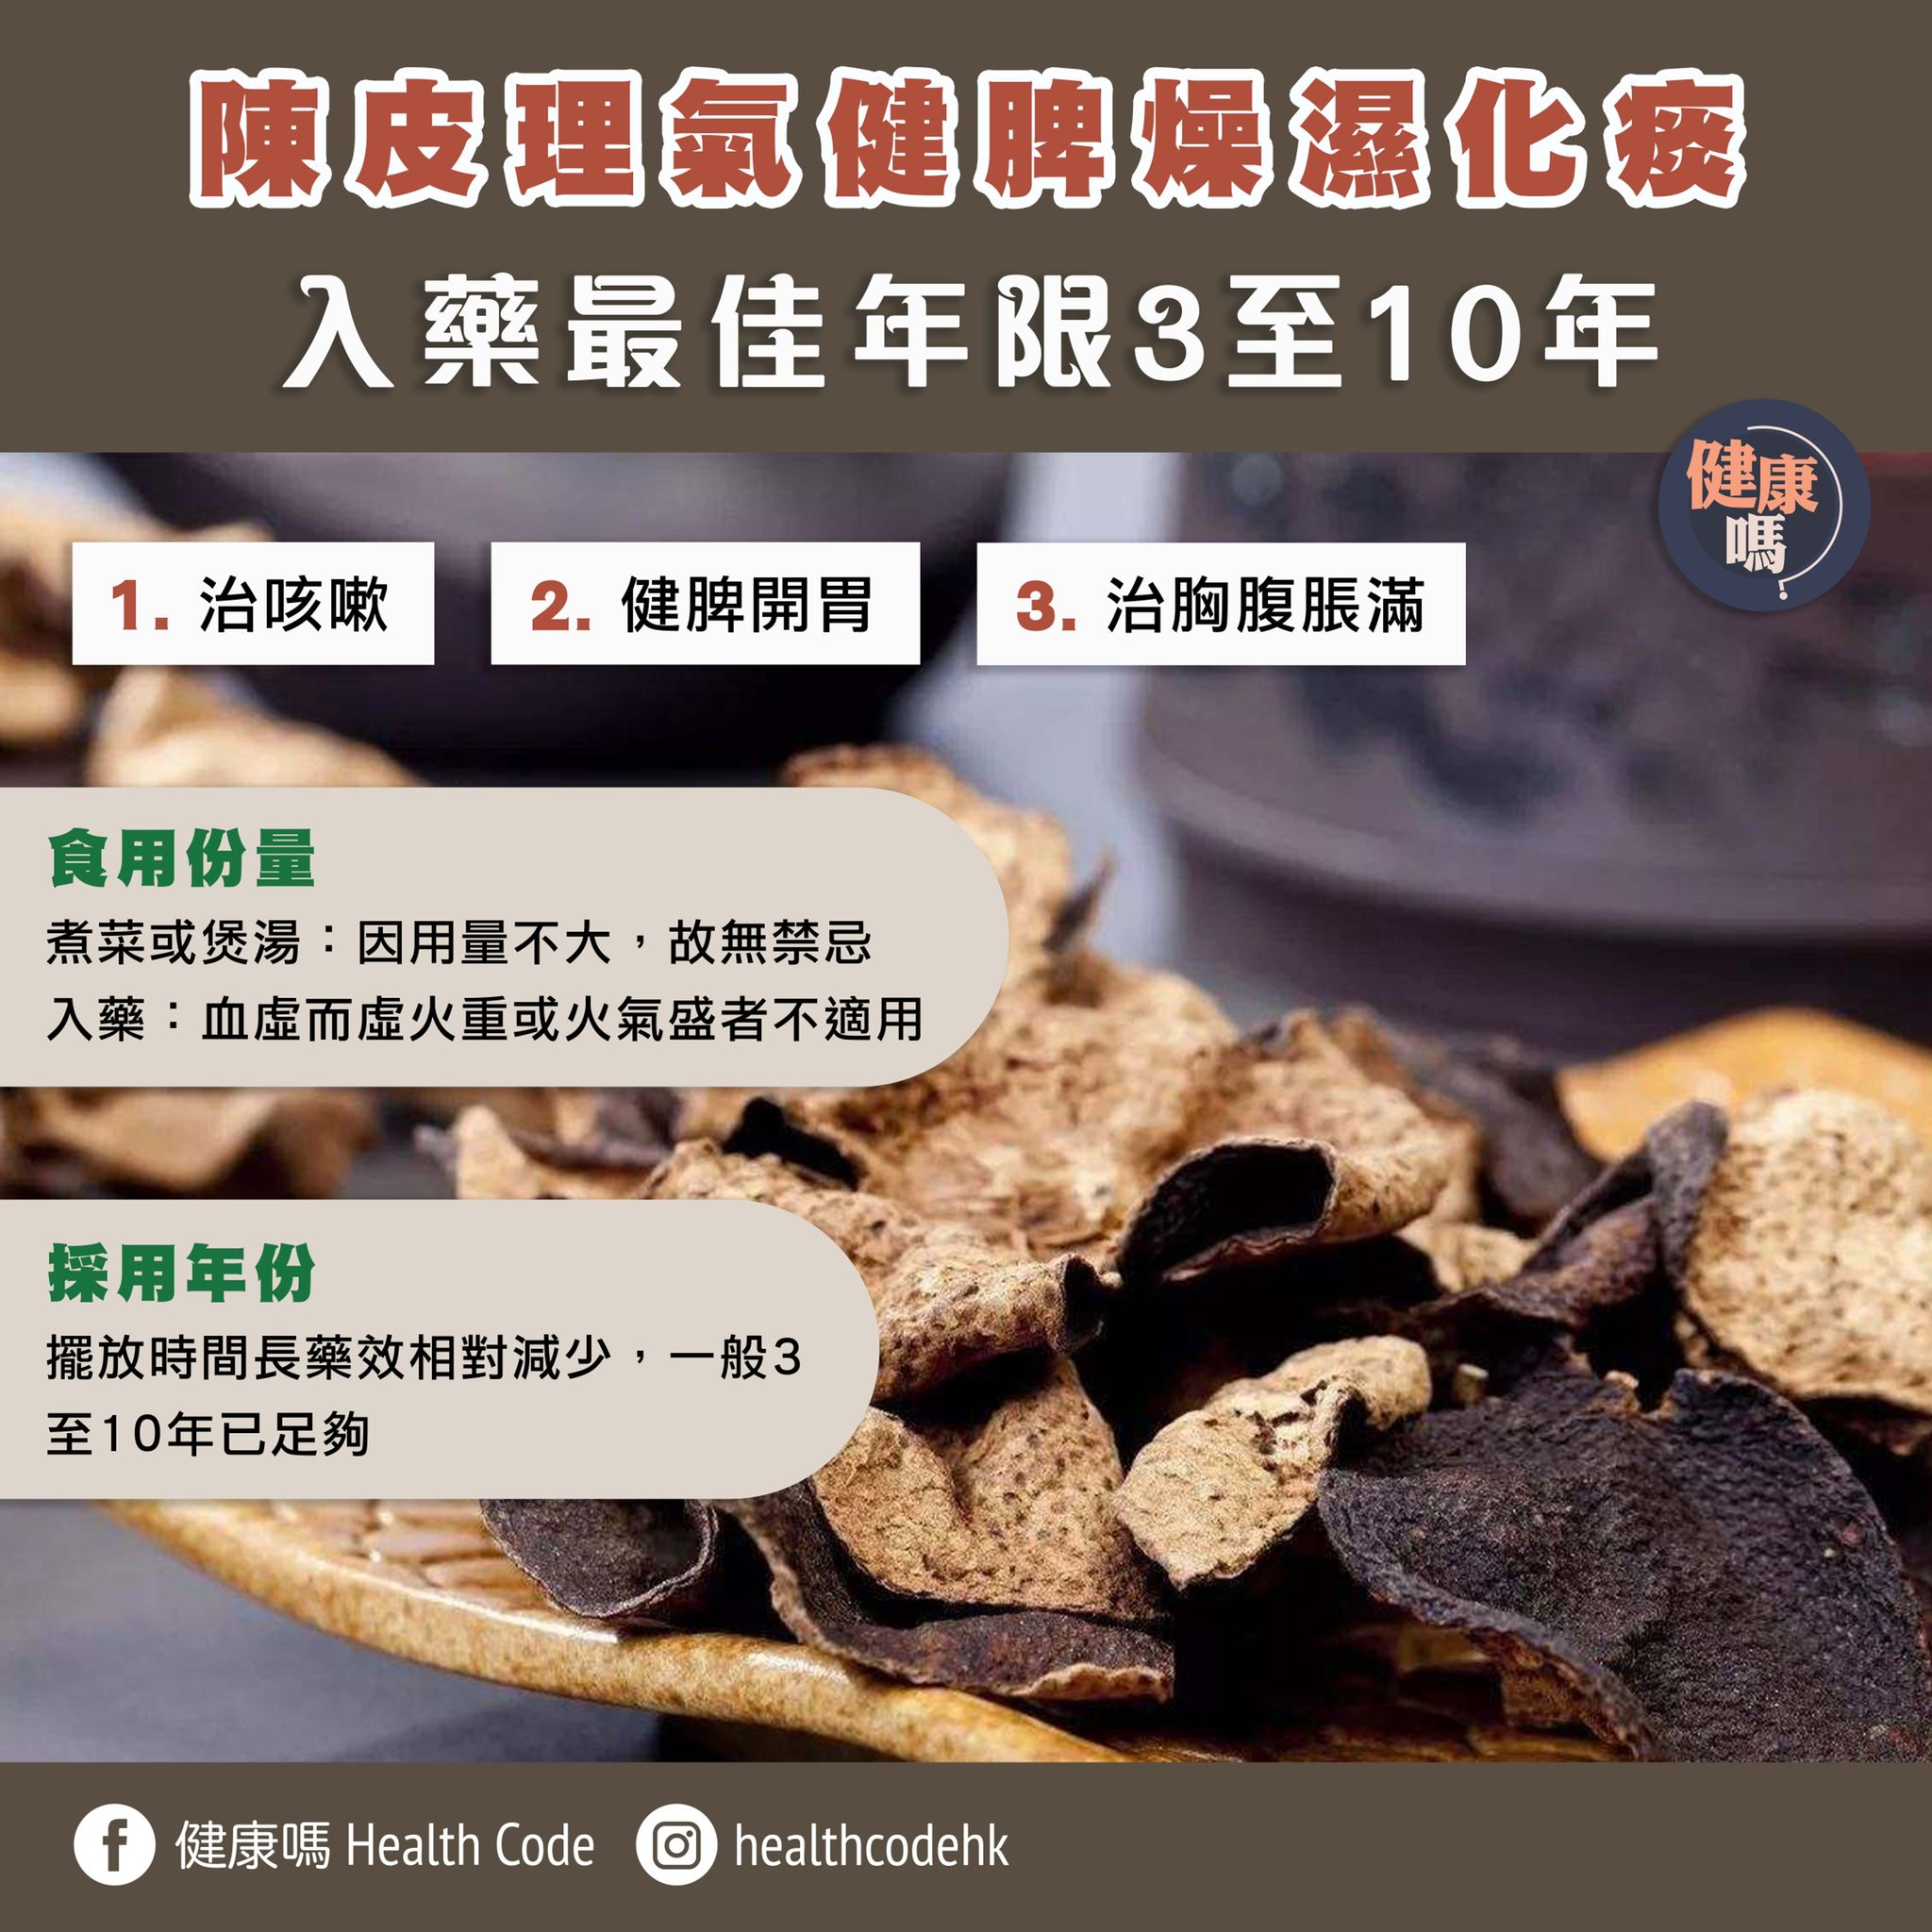 陳皮理氣健脾燥濕化痰
入藥最佳年限3至10年
健康
嗎?
1. 治咳嗽
2. 健脾開胃
3. 治胸腹脹滿
食用份量
煮菜或煲湯：因用量不大，故無禁忌
入藥：血虛而虛火重或火氣盛者不適用
採用年份
擺放時間長藥效相對減少，一般3
至10年已足夠
健康嗎 Health Code
healthcodehk